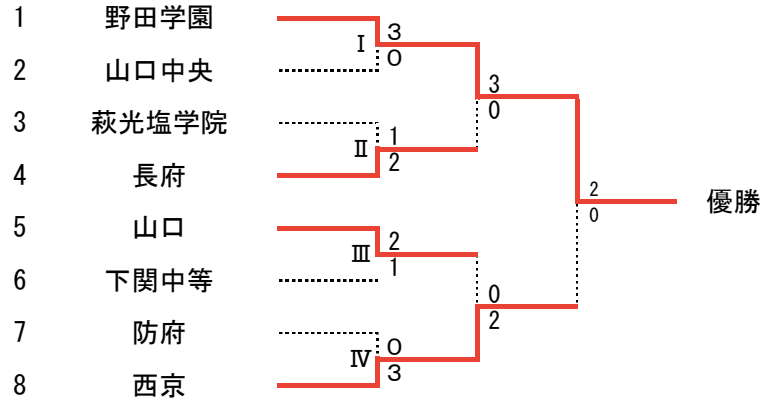 1 野田学園
Ⅰ 3
0
2 山口中央
3 0
3 萩光塩学院
Ⅱ 1
2
4 長府
2
0 優勝
5 山口
Ⅲ 2
1
6 下関中等
0
2
7 防府
Ⅳ 0
3
8 西京